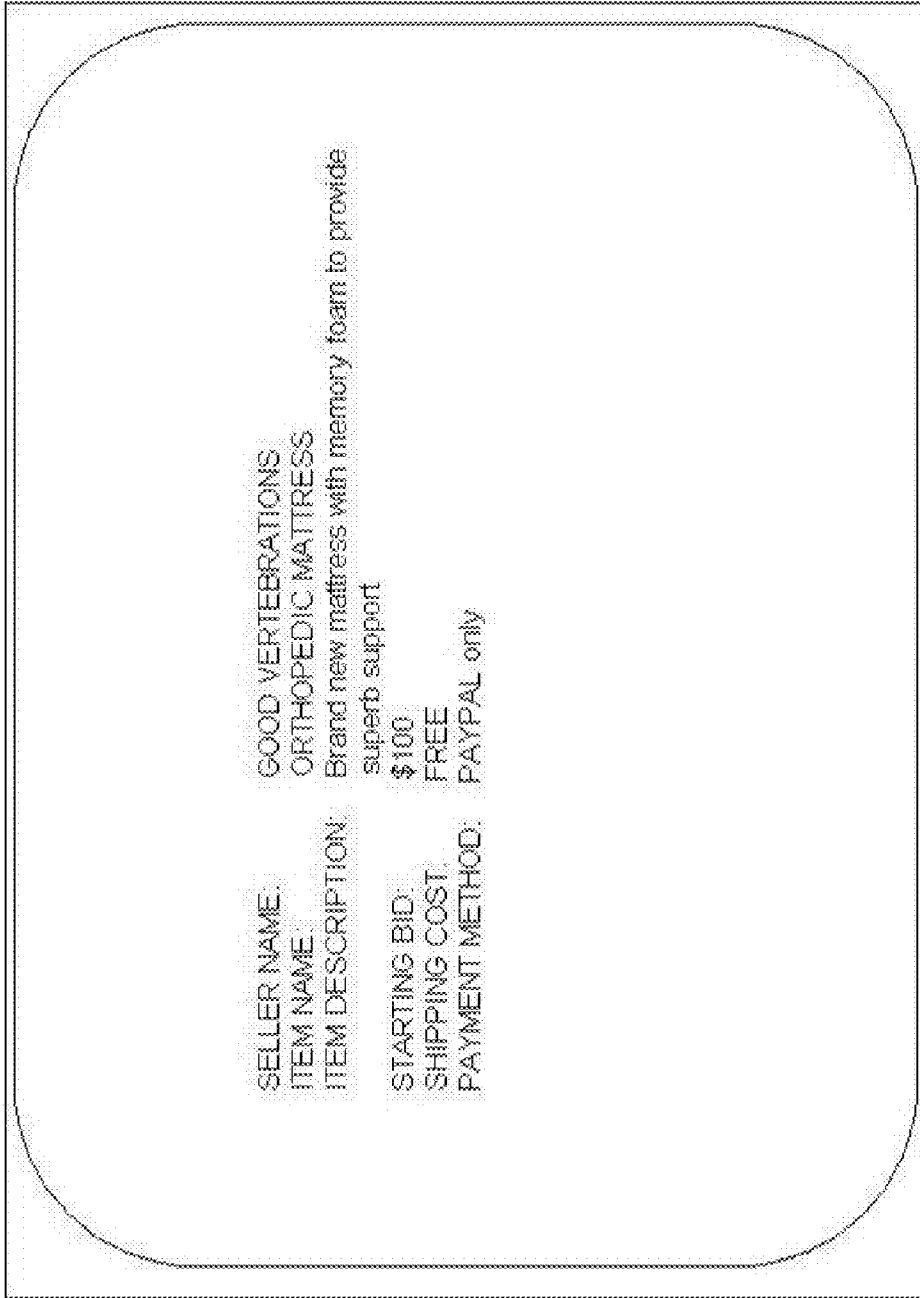 SELLER NAME: GOOD VERTEBRATIONS
ITEM NAME: ORTHOPEDIC MATTRESS
ITEM DESCRIPTION: Brand new mattress with memory foam to provide
superb support
STARTING BID: $100
SHIPPING COST: FREE
PAYMENT METHOD: PAYPAL only